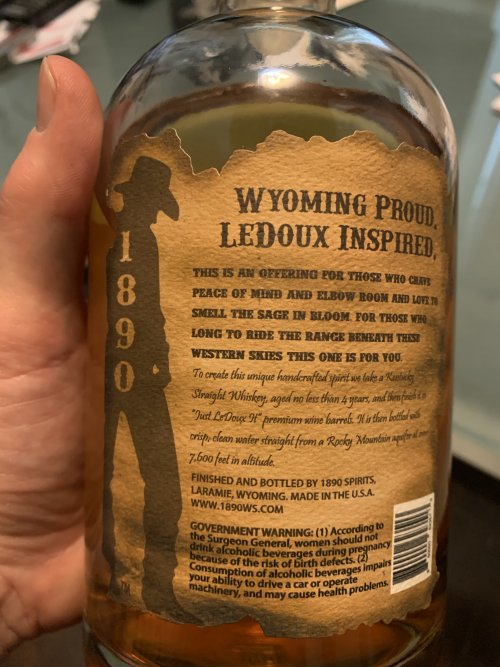 1890
WYOMING PROUD.
LEDOUX INSPIRED.
THIS IS AN OFFERING FOR THOSE WHO CRAVE
PEACE OF MIND AND ELBOW ROOM AND LOVE TO
SMELL THE SAGE IN BLOOM. FOR THOSE WHO
LONG TO RIDE THE RANGE BENEATH THESE
WESTERN SKIES THIS ONE IS FOR YOU.
To create this unique handcrafted spirit we take a Kentucky
Straight Whiskey, aged no less than 4 years, and then finish it in
"Just LeDoux It" premium wine barrels. It is then bottled with
crisp, clean water straight from a Rocky Mountain aquifer at over
7,600 feet in altitude.
FINISHED AND BOTTLED BY 1890 SPIRITS,
LARAMIE, WYOMING. MADE IN THE U.S.A.
WWW.1890WS.COM
GOVERNMENT WARNING: (1) According to
the Surgeon General, women should not
drink alcoholic beverages during pregnancy
because of the risk of birth defects. (2)
Consumption of alcoholic beverages impairs
your ability to drive a car or operate
machinery, and may cause health problems.
TM